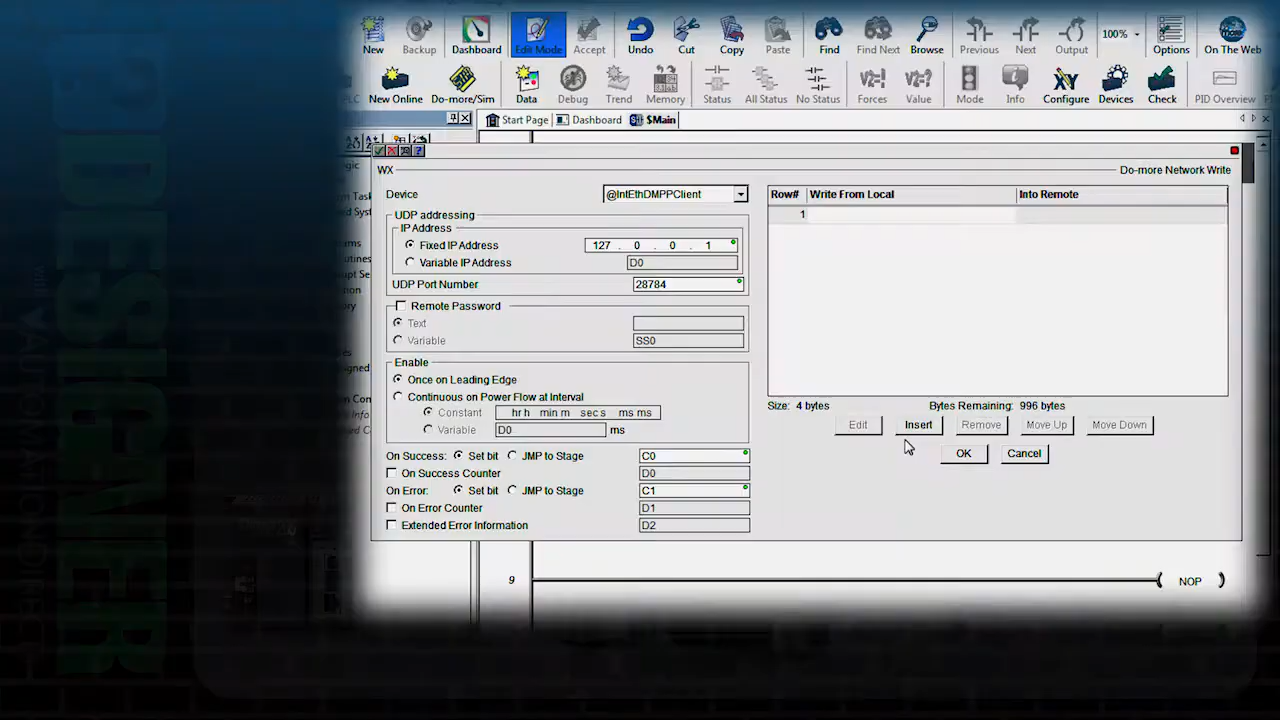 New Backup Dashboard Edit Mode Accept Undo Cut Copy Paste Find Find Next Browse Previous Next Output 100% Options On The Web
PLC New Online Do-more/Sim Data Debug Trend Memory Status All Status No Status V2=! Forces V2=? Value Mode Info XY Configure Devices Check PID Overview
Start Page Dashboard $Main
WX Do-more Network Write
Device @IntEthDMPPClient
UDP addressing
IP Address
Fixed IP Address 127 . 0 . 0 . 1
Variable IP Address D0
UDP Port Number 28784
Remote Password
Text
Variable SS0
Enable
Once on Leading Edge
Continuous on Power Flow at Interval
Constant hr h min m sec s ms ms
Variable D0 ms
On Success: Set bit JMP to Stage C0
On Success Counter D0
On Error: Set bit JMP to Stage C1
On Error Counter D1
Extended Error Information D2
Row# Write From Local Into Remote
1
Size: 4 bytes Bytes Remaining: 996 bytes
Edit Insert Remove Move Up Move Down
OK Cancel
9 NOP
DESIGNER